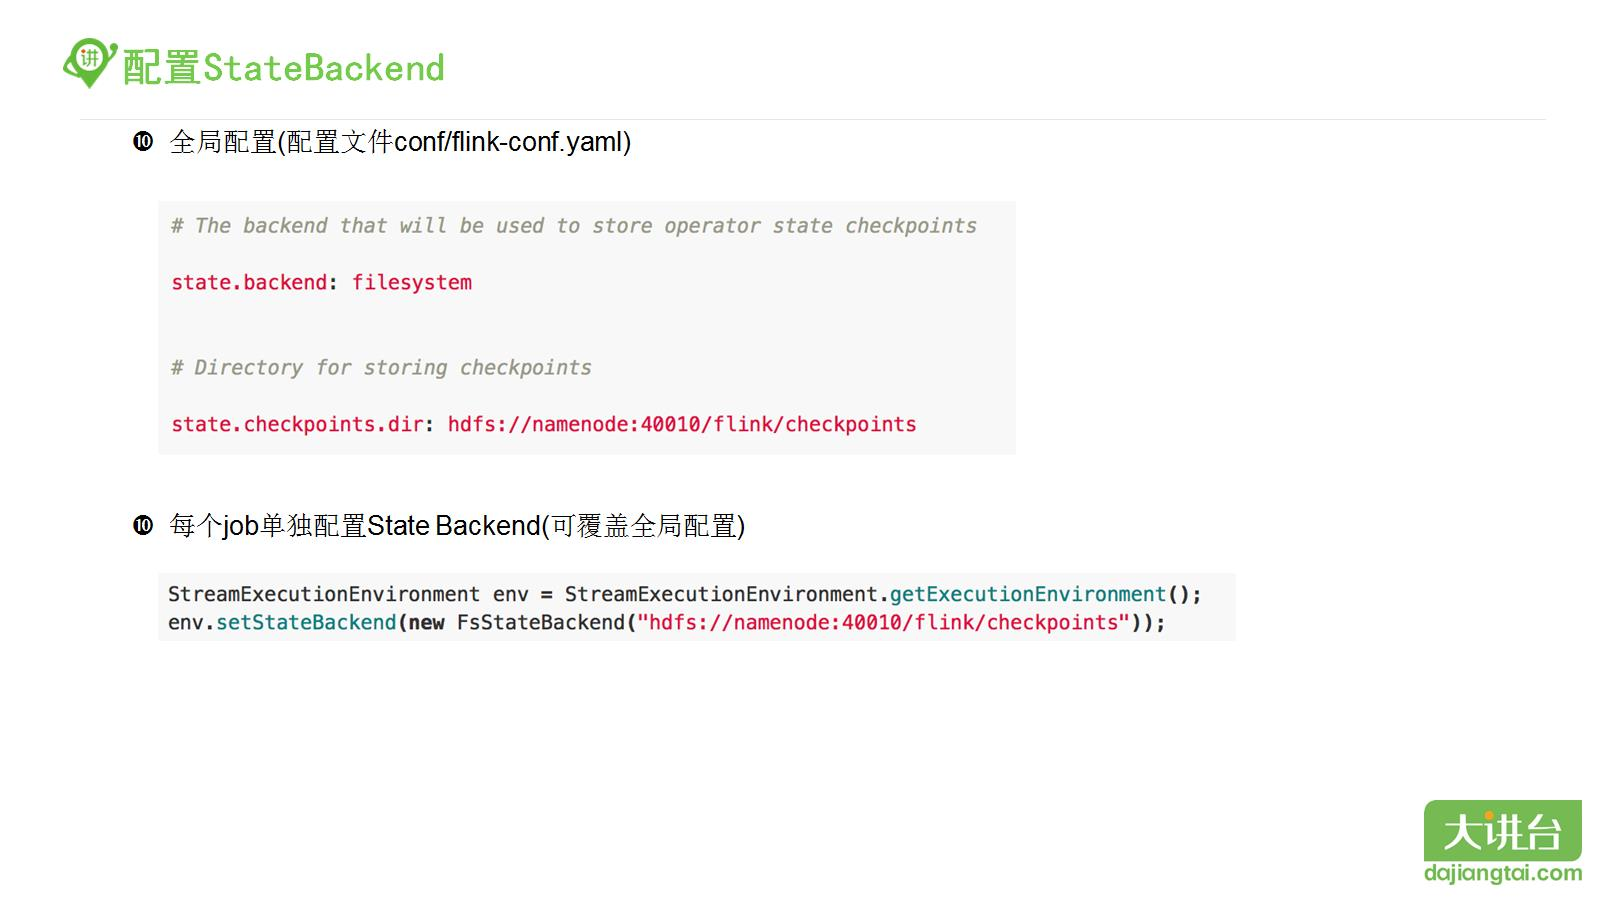 讲 配置StateBackend
❿ 全局配置(配置文件conf/flink-conf.yaml)
# The backend that will be used to store operator state checkpoints
state.backend: filesystem
# Directory for storing checkpoints
state.checkpoints.dir: hdfs://namenode:40010/flink/checkpoints
❿ 每个job单独配置State Backend(可覆盖全局配置)
StreamExecutionEnvironment env = StreamExecutionEnvironment.getExecutionEnvironment();
env.setStateBackend(new FsStateBackend("hdfs://namenode:40010/flink/checkpoints"));
大讲台
dajiangtai.com